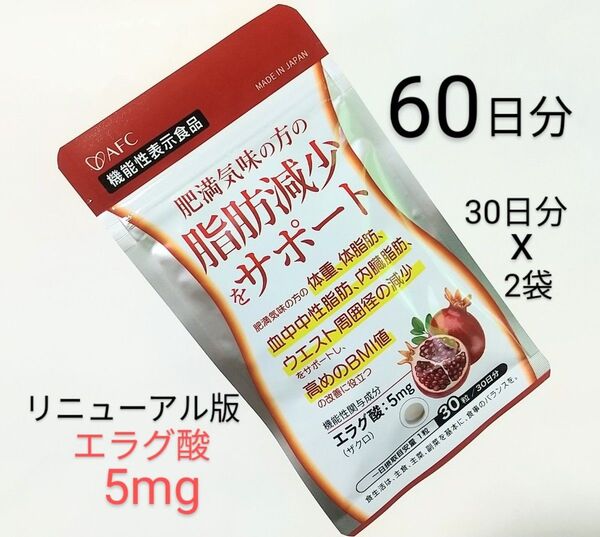 MADE IN JAPAN
AFC
機能性表示食品
肥満気味の方の
脂肪減少
をサポート
肥満気味の方の体重、体脂肪、
血中中性脂肪、内臓脂肪、
ウエスト周囲径の減少
をサポートし、
高めのBMI値
の改善に役立つ
機能性関与成分
エラグ酸:5mg
(ザクロ)
30粒/30日分
一日摂取目安量 1粒
食生活は、主食、主菜、副菜を基本に、食事のバランスを。
60日分
30日分
X
2袋
リニューアル版
エラグ酸
5mg